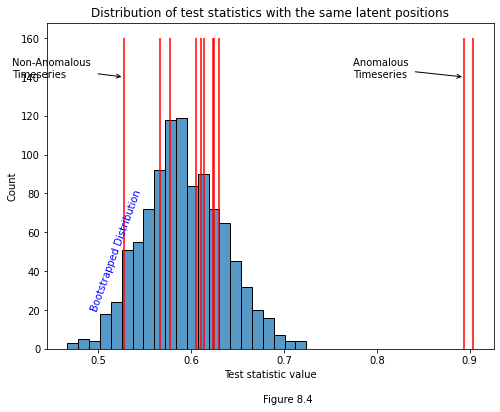 Distribution of test statistics with the same latent positions
160
Non-Anomalous
Timeseries
Anomalous
Timeseries
140
120
100
80
60
40
20
0
Count
Bootstrapped Distribution
0.5
0.6
0.7
0.8
0.9
Test statistic value
Figure 8.4